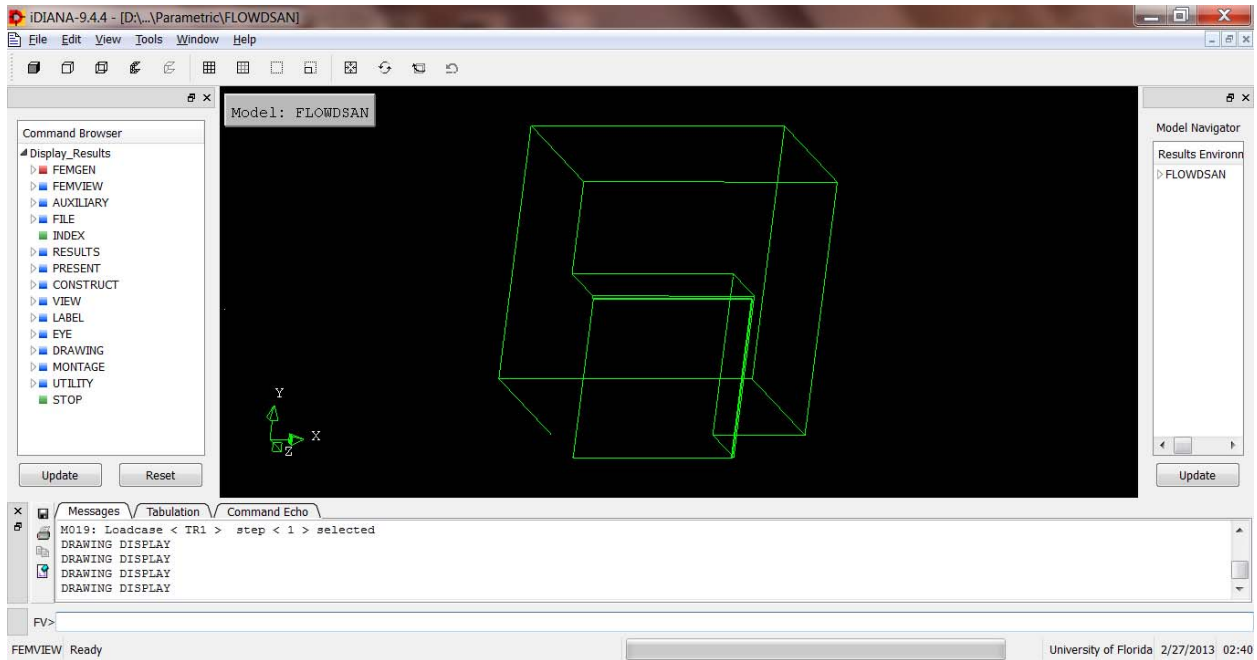 iDIANA-9.4.4 - [D:\...\Parametric\FLOWDSAN]
File Edit View Tools Window Help
Model: FLOWDSAN
Command Browser
Display_Results
FEMGEN
FEMVIEW
AUXILIARY
FILE
INDEX
RESULTS
PRESENT
CONSTRUCT
VIEW
LABEL
EYE
DRAWING
MONTAGE
UTILITY
STOP
Update Reset
Y
X
Z
Model Navigator
Results Environn
FLOWDSAN
Update
Messages Tabulation Command Echo
M019: Loadcase < TR1 > step < 1 > selected
DRAWING DISPLAY
DRAWING DISPLAY
DRAWING DISPLAY
DRAWING DISPLAY
FV>
FEMVIEW Ready University of Florida 2/27/2013 02:40